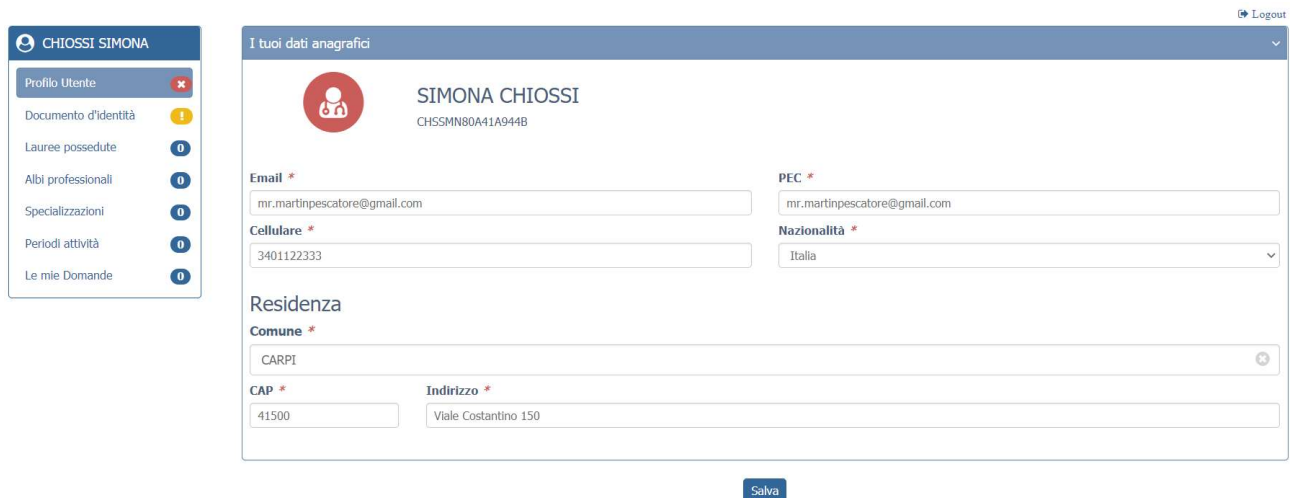 Logout
CHIOSSI SIMONA
Profilo Utente
Documento d'identità !
Lauree possedute 0
Albi professionali 0
Specializzazioni 0
Periodi attività 0
Le mie Domande 0
I tuoi dati anagrafici
SIMONA CHIOSSI
CHSSMN80A41A944B
Email * PEC *
mr.martinpescatore@gmail.com mr.martinpescatore@gmail.com
Cellulare * Nazionalità *
3401122333 Italia
Residenza
Comune *
CARPI
CAP * Indirizzo *
41500 Viale Costantino 150
Salva